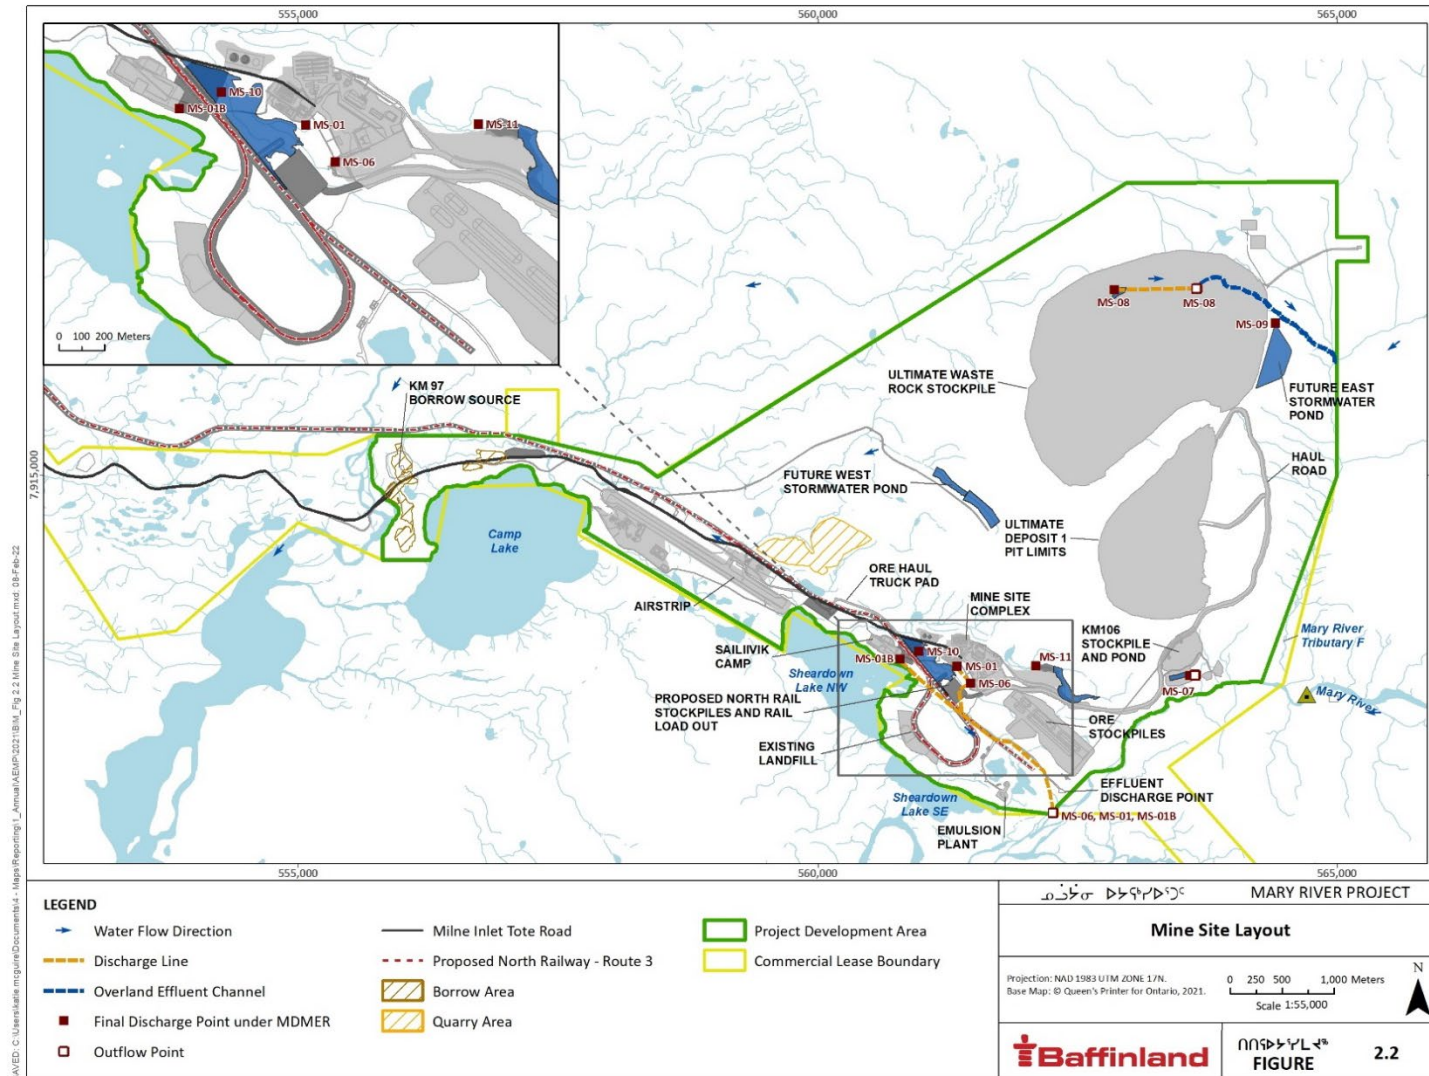 555,000
560,000
565,000
MS-10
MS-01B
MS-01
MS-11
MS-06
0 100 200 Meters
MS-08
MS-08
MS-09
ULTIMATE WASTE
ROCK STOCKPILE
FUTURE EAST
STORMWATER
POND
KM 97
BORROW SOURCE
HAUL
ROAD
7,915,000
FUTURE WEST
STORMWATER POND
ULTIMATE
DEPOSIT 1
PIT LIMITS
Camp
Lake
ORE HAUL
TRUCK PAD
AIRSTRIP
MINE SITE
COMPLEX
KM106
STOCKPILE
AND POND
Mary River
Tributary F
SAILIIVIK
CAMP
MS-10
MS-01B
MS-01
MS-11
MS-06
MS-07
Sheardown
Lake NW
Mary River
PROPOSED NORTH RAIL
STOCKPILES AND RAIL
LOAD OUT
ORE
STOCKPILES
EXISTING
LANDFILL
EFFLUENT
DISCHARGE POINT
Sheardown
Lake SE
MS-06, MS-01, MS-01B
EMULSION
PLANT
555,000
560,000
565,000
LEGEND
Water Flow Direction
Discharge Line
Overland Effluent Channel
Final Discharge Point under MDMER
Outflow Point
Milne Inlet Tote Road
Proposed North Railway - Route 3
Borrow Area
Quarry Area
Project Development Area
Commercial Lease Boundary
MARY RIVER PROJECT
Mine Site Layout
Projection: NAD 1983 UTM ZONE 17N.
Base Map: © Queen's Printer for Ontario, 2021.
0 250 500 1,000 Meters
Scale 1:55,000
N
Baffinland
FIGURE
2.2